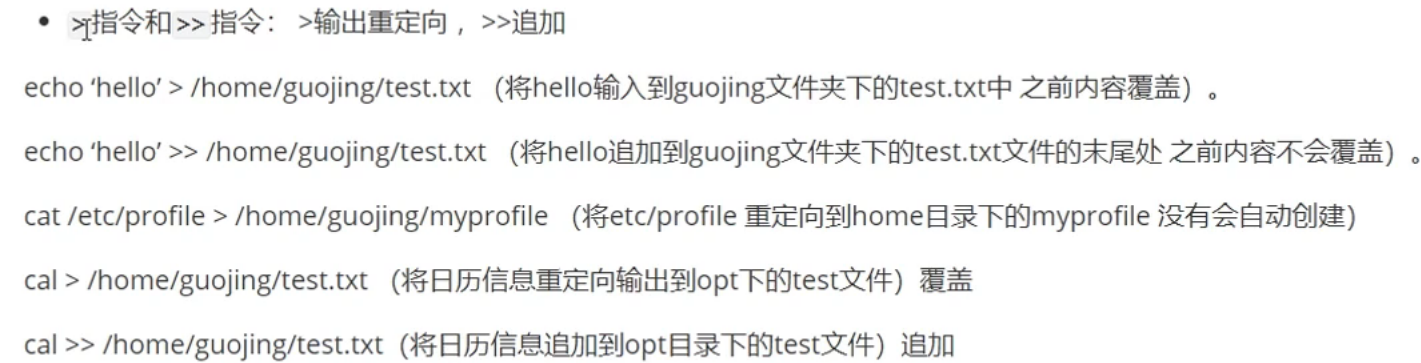 >指令和 >> 指令： >输出重定向，>>追加
echo ‘hello’ > /home/guojing/test.txt （将hello输入到guojing文件夹下的test.txt中 之前内容覆盖）。
echo ‘hello’ >> /home/guojing/test.txt （将hello追加到guojing文件夹下的test.txt文件的末尾处 之前内容不会覆盖）。
cat /etc/profile > /home/guojing/myprofile （将etc/profile 重定向到home目录下的myprofile 没有会自动创建）
cal > /home/guojing/test.txt （将日历信息重定向输出到opt下的test文件）覆盖
cal >> /home/guojing/test.txt（将日历信息追加到opt目录下的test文件）追加